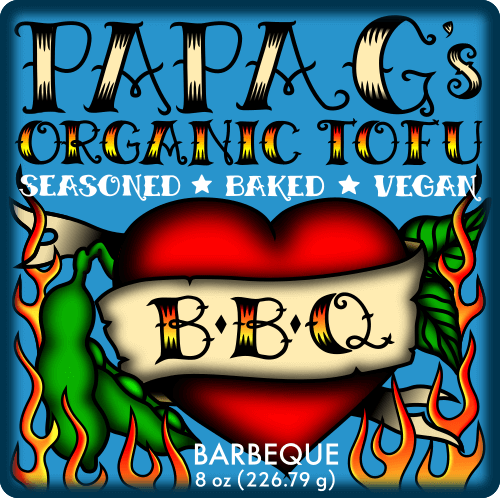 PAPA G's
ORGANIC TOFU
SEASONED ★ BAKED ★ VEGAN
B·B·Q
BARBEQUE
8 oz (226.79 g)